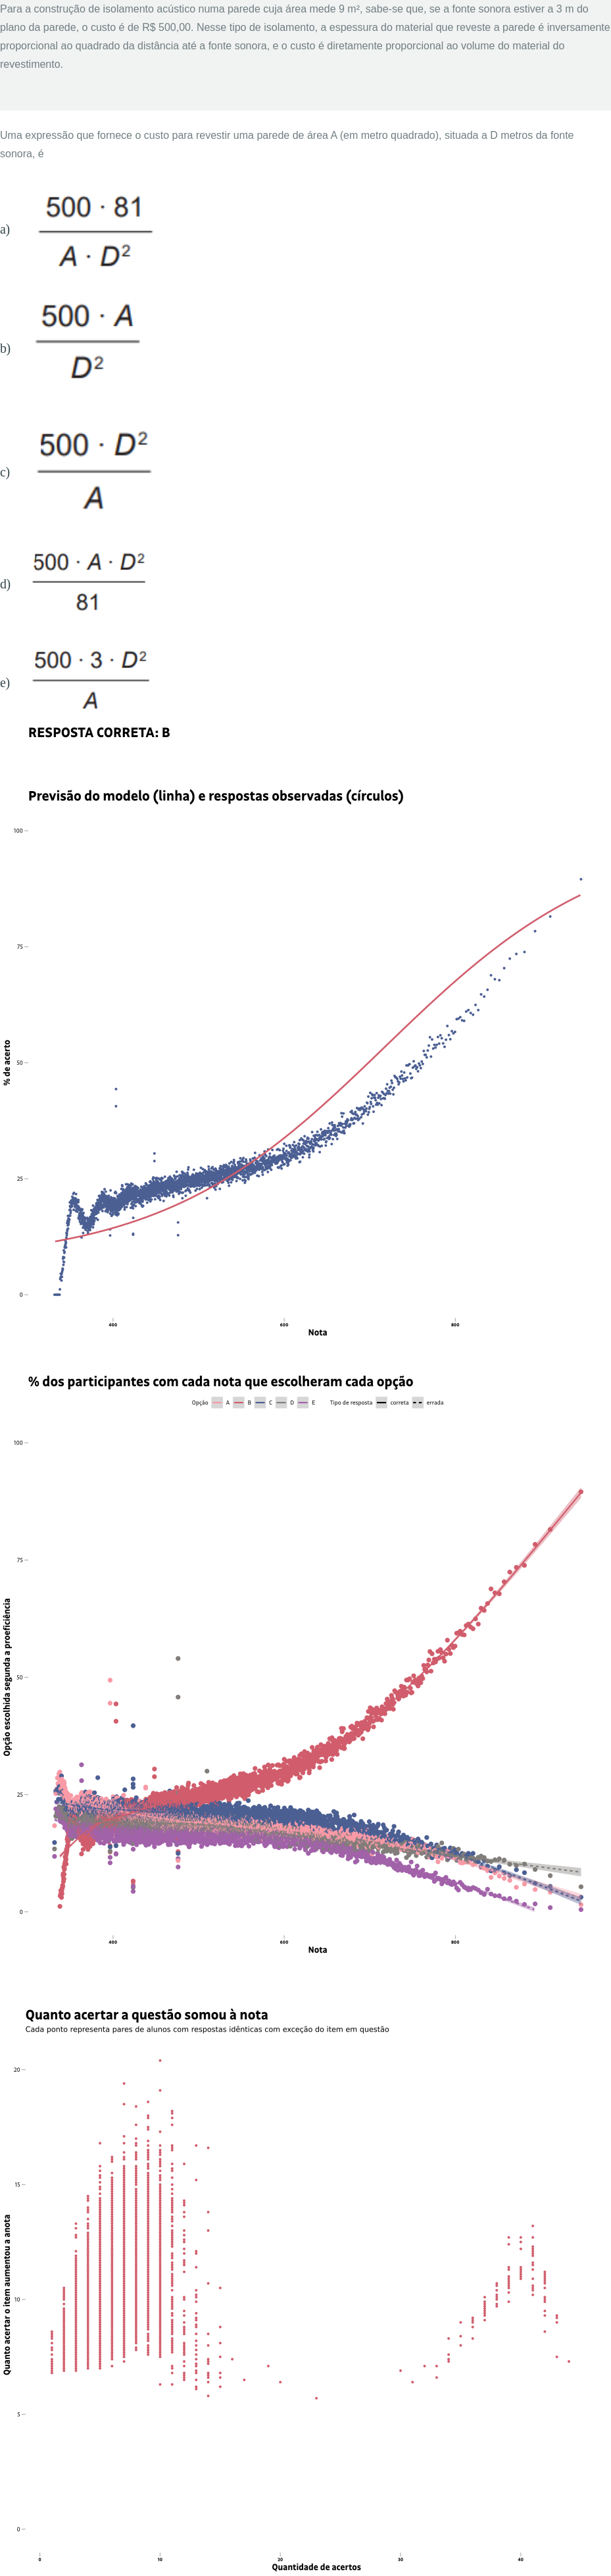 Para a construção de isolamento acústico numa parede cuja área mede 9 m², sabe-se que, se a fonte sonora estiver a 3 m do
plano da parede, o custo é de R$ 500,00. Nesse tipo de isolamento, a espessura do material que reveste a parede é inversamente
proporcional ao quadrado da distância até a fonte sonora, e o custo é diretamente proporcional ao volume do material do
revestimento.
Uma expressão que fornece o custo para revestir uma parede de área A (em metro quadrado), situada a D metros da fonte
sonora, é
a)
500 · 81
A · D²
b)
500 · A
D²
c)
500 · D²
A
d)
500 · A · D²
81
e)
500 · 3 · D²
A
RESPOSTA CORRETA: B
Previsão do modelo (linha) e respostas observadas (círculos)
100
75
50
25
0
% de acerto
400 600 800
Nota
% dos participantes com cada nota que escolheram cada opção
Opção A B C D E Tipo de resposta correta errada
100
75
50
25
0
Opção escolhida segunda a proeficiência
400 600 800
Nota
Quanto acertar a questão somou à nota
Cada ponto representa pares de alunos com respostas idênticas com exceção do item em questão
20
15
10
5
0
Quanto acertar o item aumentou a anota
0 10 20 30 40
Quantidade de acertos